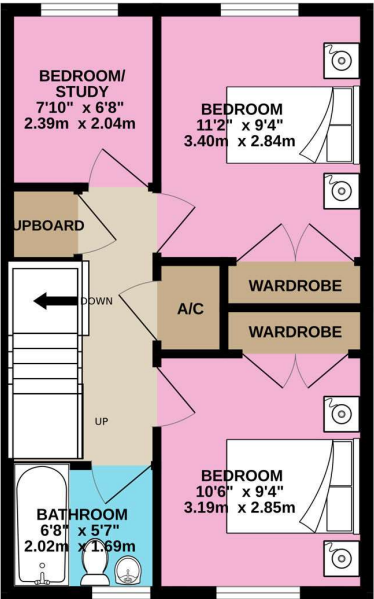 BEDROOM/
STUDY
7'10" x 6'8"
2.39m x 2.04m
BEDROOM
11'2" x 9'4"
3.40m x 2.84m
UPBOARD
WARDROBE
DOWN
A/C
WARDROBE
UP
BEDROOM
10'6" x 9'4"
3.19m x 2.85m
BATHROOM
6'8" x 5'7"
2.02m x 1.69m